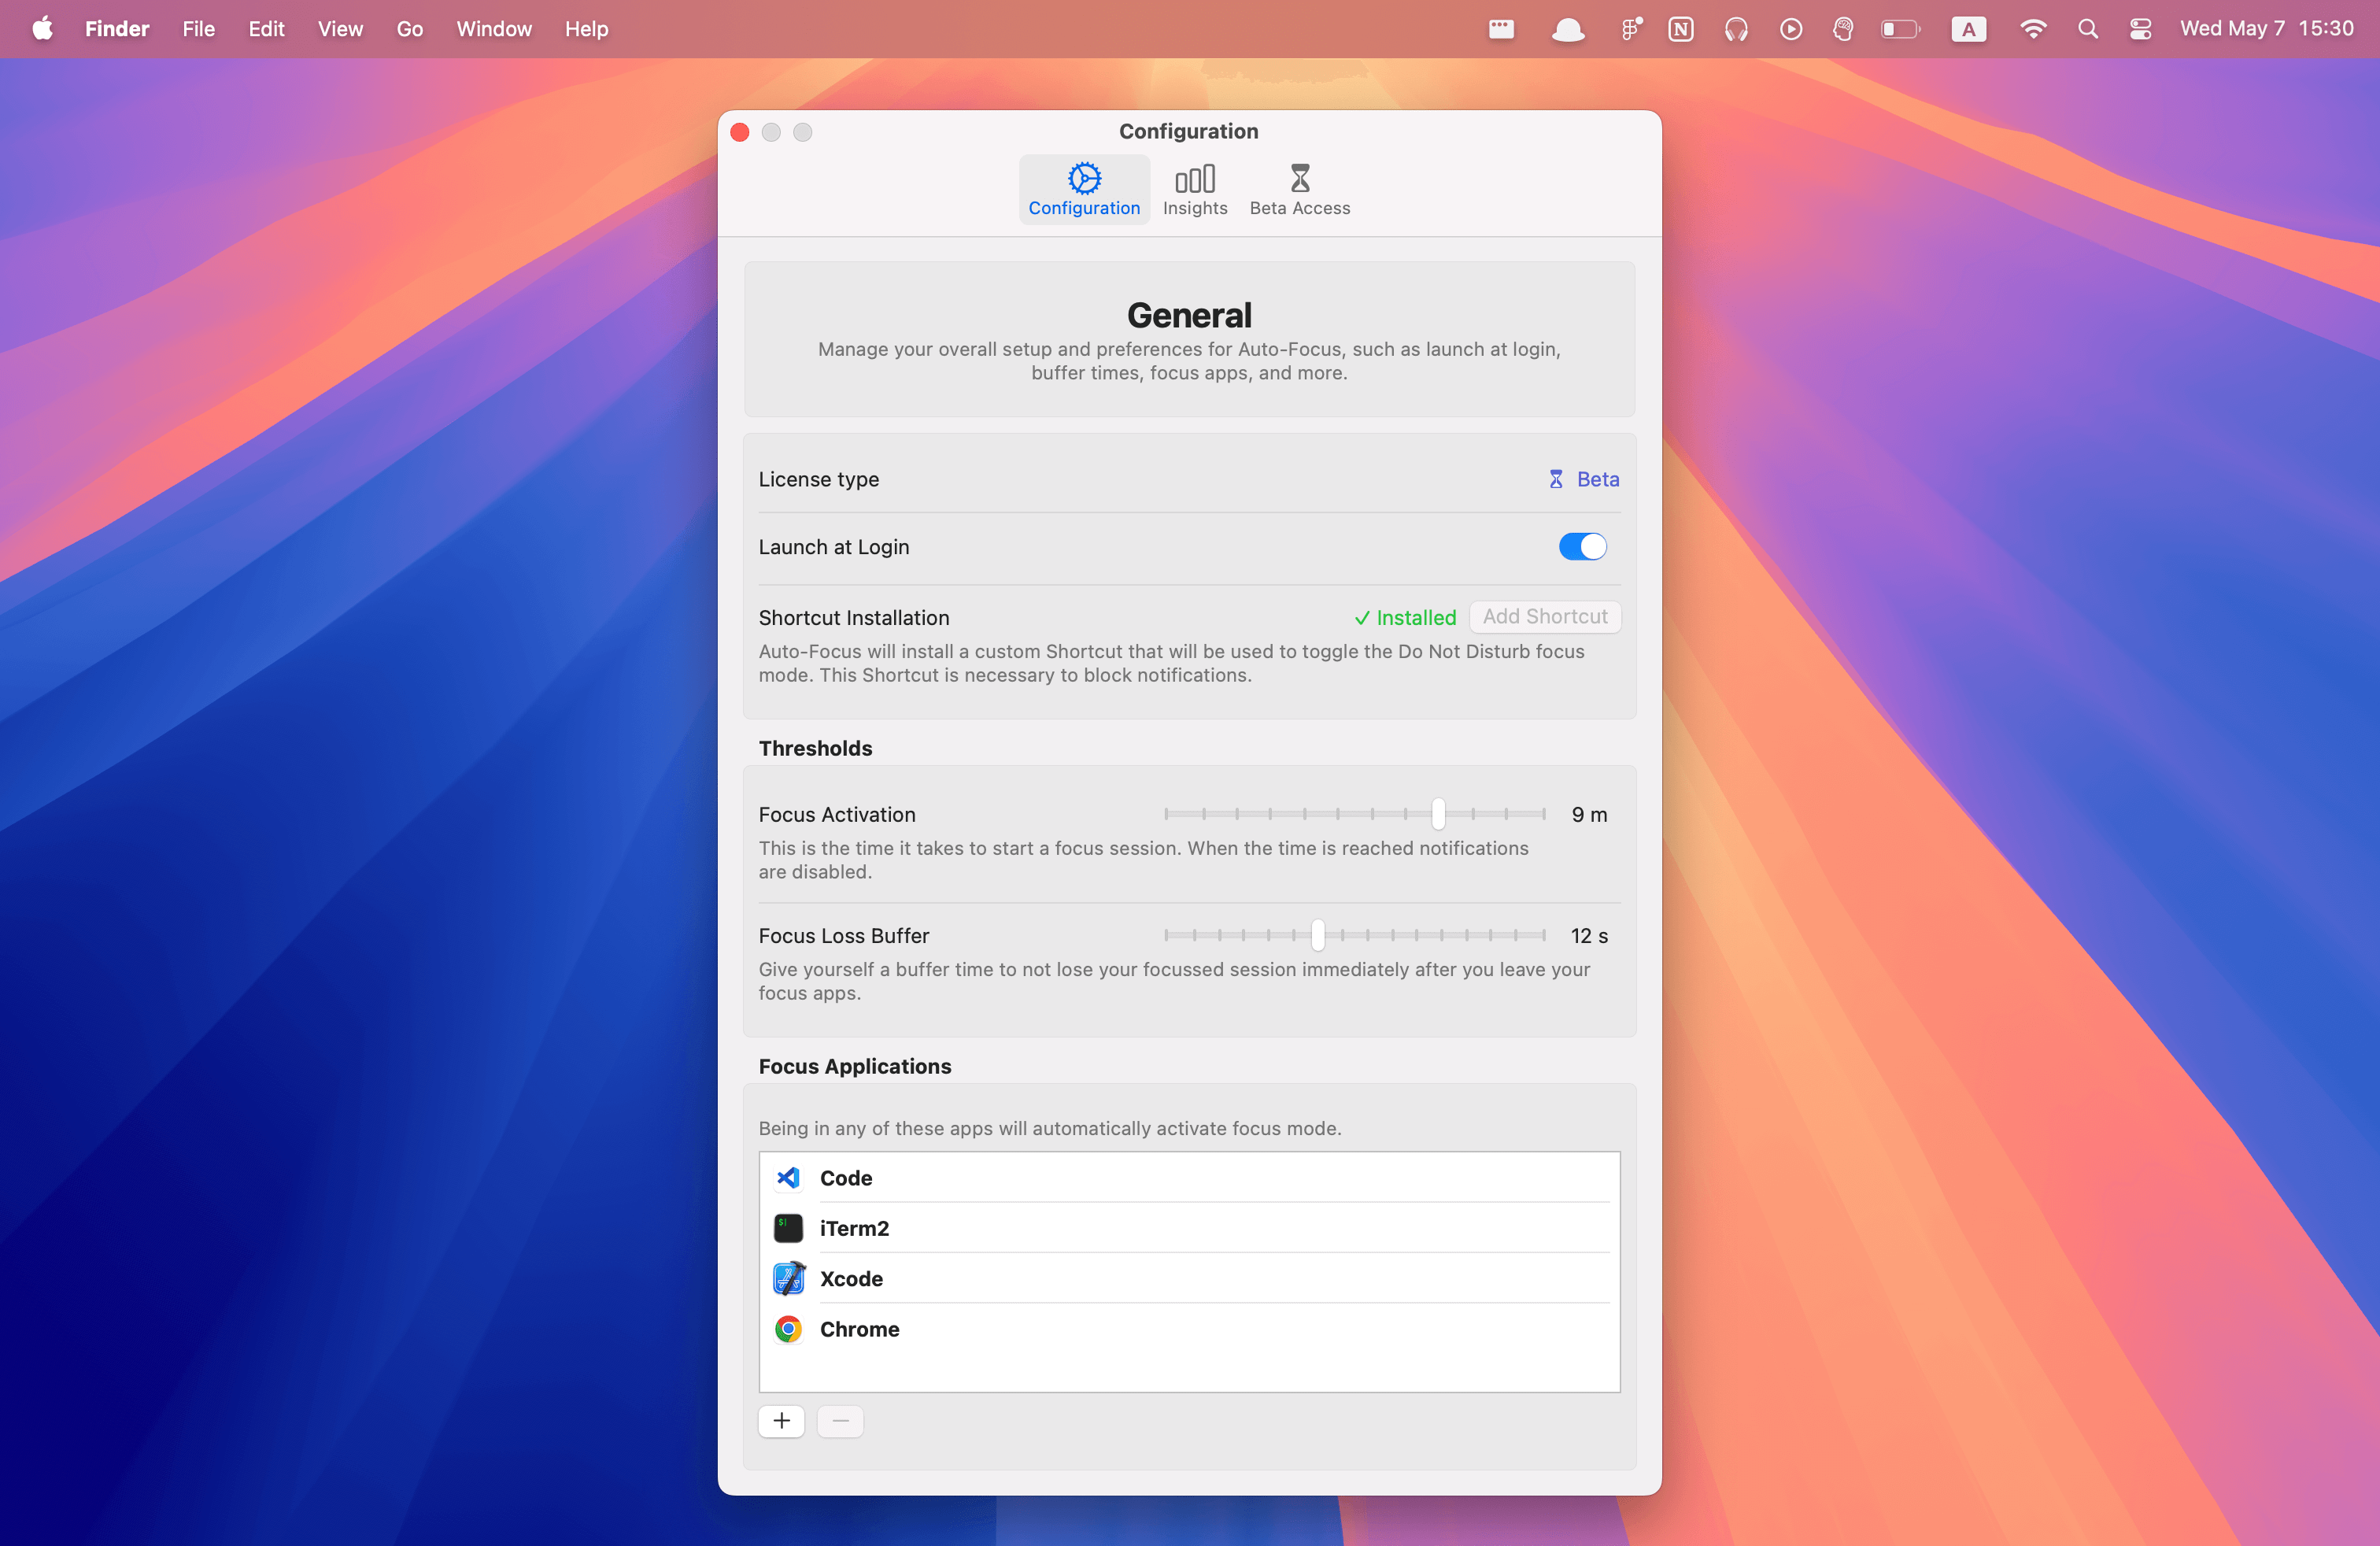 Finder File Edit View Go Window Help N A Wed May 7 15:30
Configuration
Configuration Insights Beta Access
General
Manage your overall setup and preferences for Auto-Focus, such as launch at login,
buffer times, focus apps, and more.
License type Beta
Launch at Login
Shortcut Installation ✓ Installed Add Shortcut
Auto-Focus will install a custom Shortcut that will be used to toggle the Do Not Disturb focus
mode. This Shortcut is necessary to block notifications.
Thresholds
Focus Activation 9 m
This is the time it takes to start a focus session. When the time is reached notifications
are disabled.
Focus Loss Buffer 12 s
Give yourself a buffer time to not lose your focussed session immediately after you leave your
focus apps.
Focus Applications
Being in any of these apps will automatically activate focus mode.
Code
$ iTerm2
Xcode
Chrome
+ −